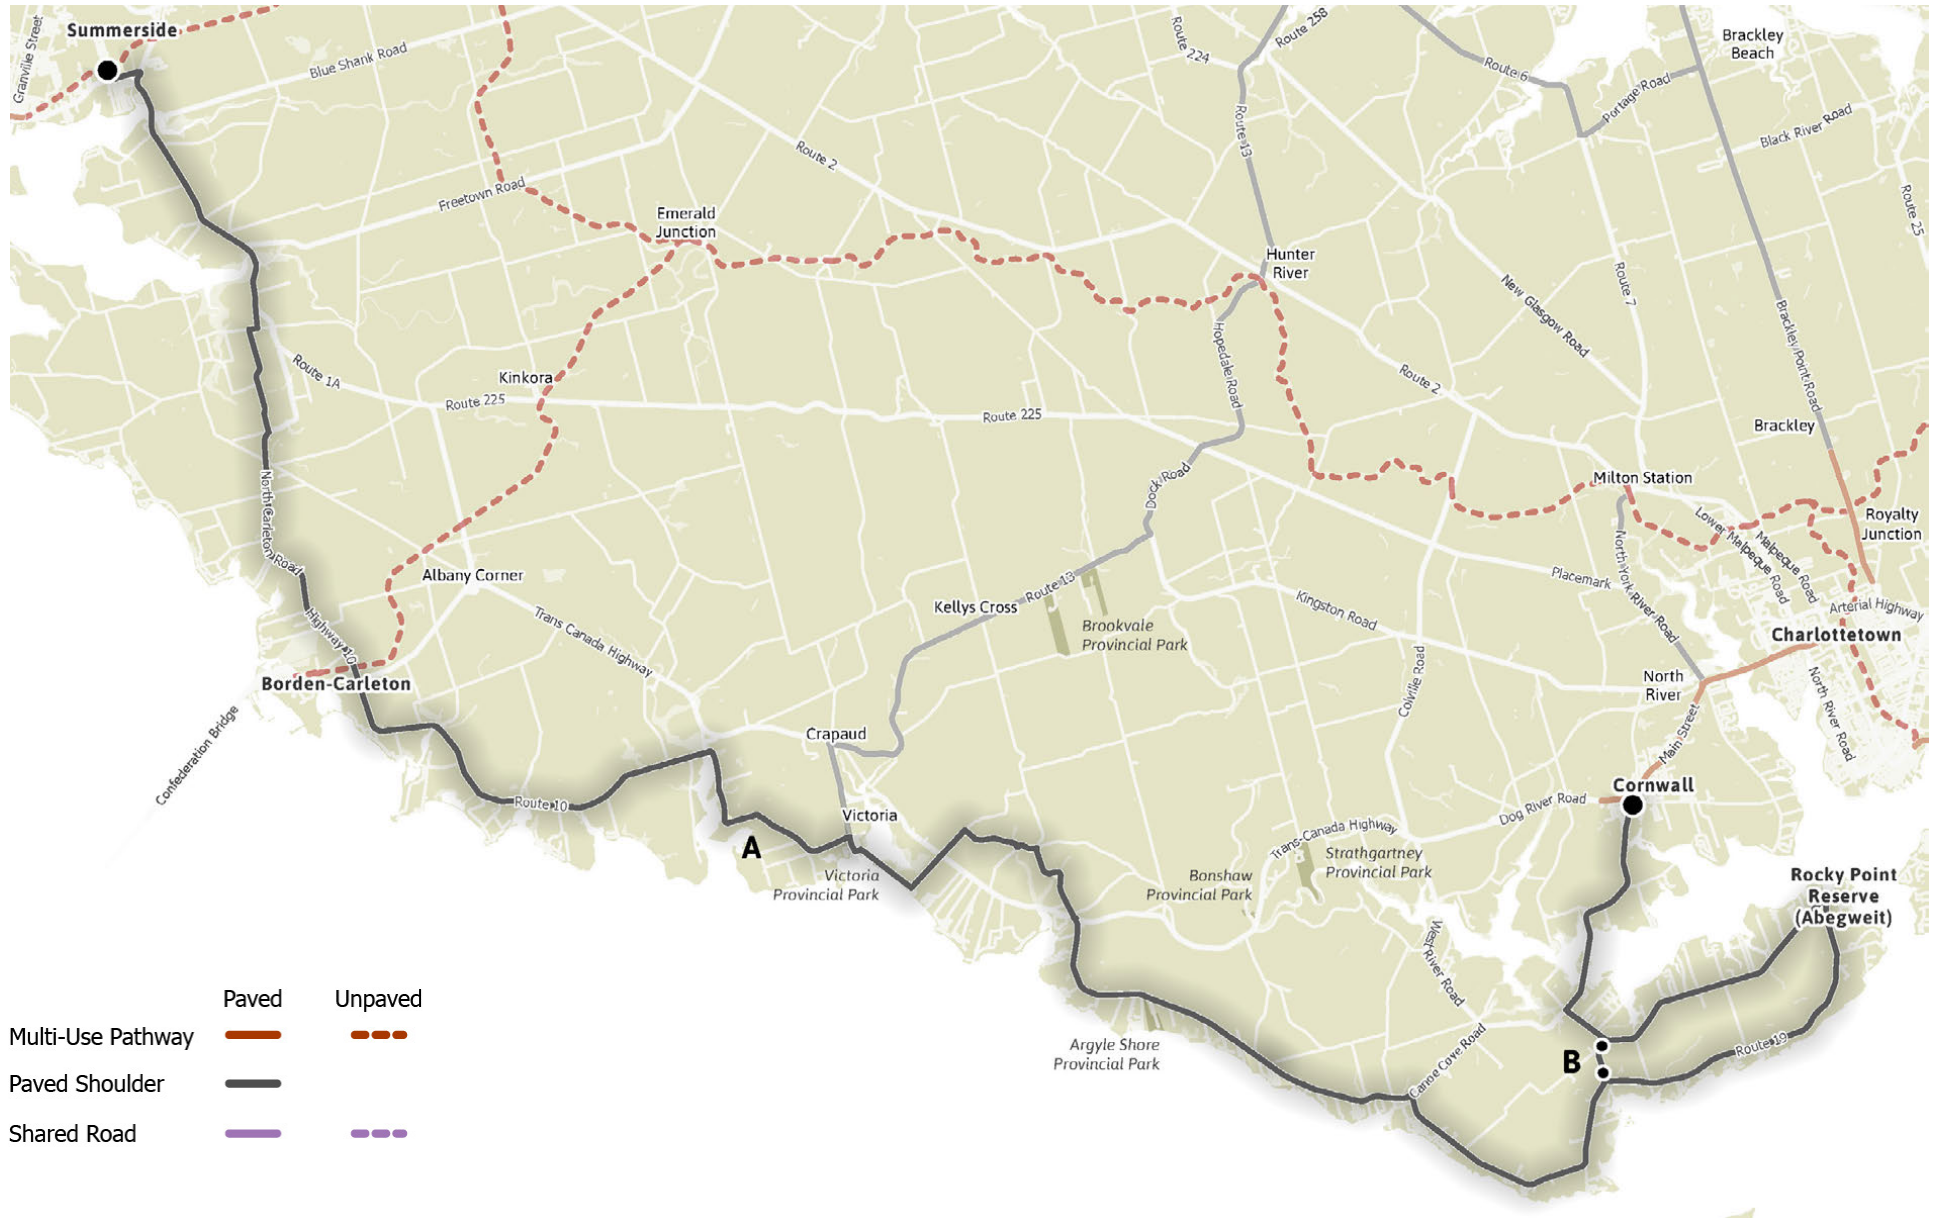 Summerside
Granville Street
Blue Shank Road
Route 224
Route 258
Route 6
Portage Road
Brackley
Beach
Black River Road
Route 13
Route 2
Freetown Road
Emerald
Junction
Route 25
Hunter
River
Route 7
New Glasgow Road
Brackley Point Road
Route 1A
Kinkora
Route 225
Route 225
Hopedale Road
Route 2
Brackley
North Carleton Road
Dock Road
Milton Station
Lower Malpeque Road
Malpeque Road
Royalty
Junction
North York River Road
Albany Corner
Route 13
Kellys Cross
Placemark
Kingston Road
Arterial Highway
Highway 10
Trans Canada Highway
Brookvale
Provincial Park
Charlottetown
Borden-Carleton
Colville Road
North
River
North River Road
Confederation Bridge
Crapaud
Main Street
Cornwall
Route 10
Victoria
Dog River Road
Trans-Canada Highway
A
Strathgartney
Provincial Park
Victoria
Provincial Park
Bonshaw
Provincial Park
Rocky Point
Reserve
(Abegweit)
West River Road
Argyle Shore
Provincial Park
Canoe Cove Road
B
Route 19
Paved
Unpaved
Multi-Use Pathway
Paved Shoulder
Shared Road